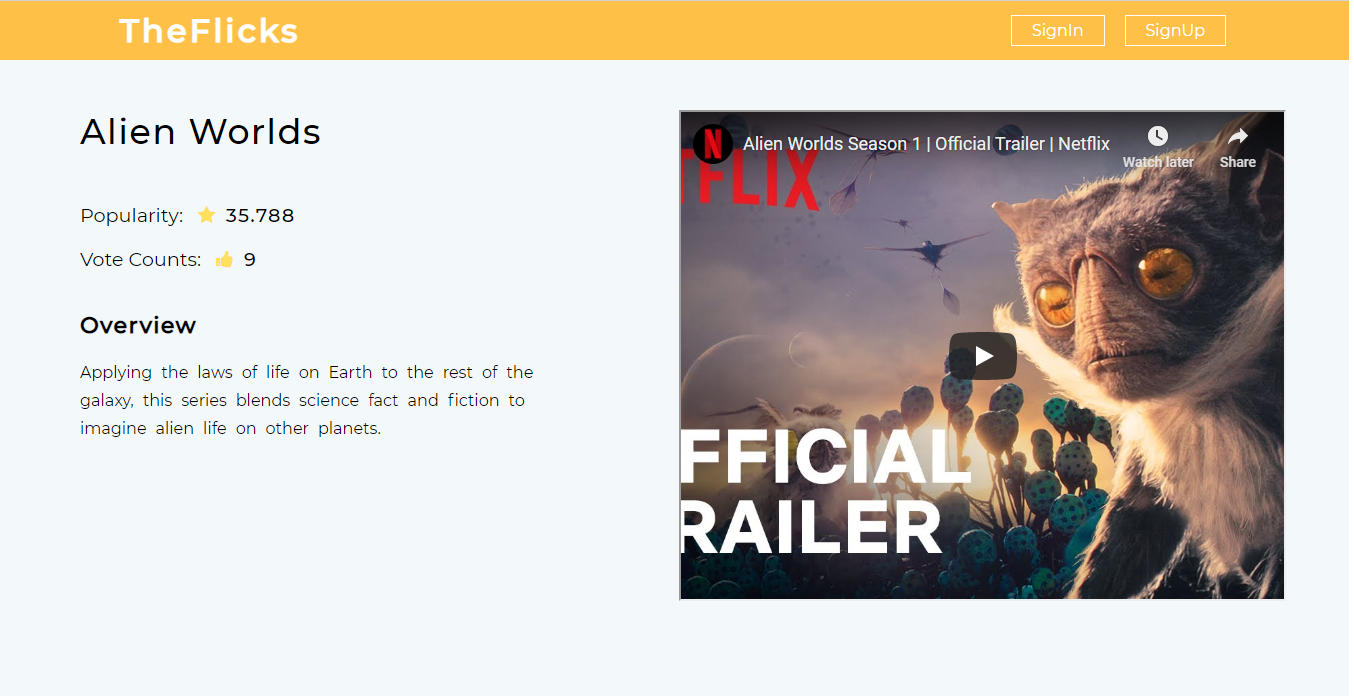 TheFlicks
SignIn
SignUp
Alien Worlds
Popularity: 35.788
Vote Counts: 9
Overview
Applying the laws of life on Earth to the rest of the
galaxy, this series blends science fact and fiction to
imagine alien life on other planets.
N
Alien Worlds Season 1 | Official Trailer | Netflix
Watch later
Share
TFLIX
FFICIAL
RAILER